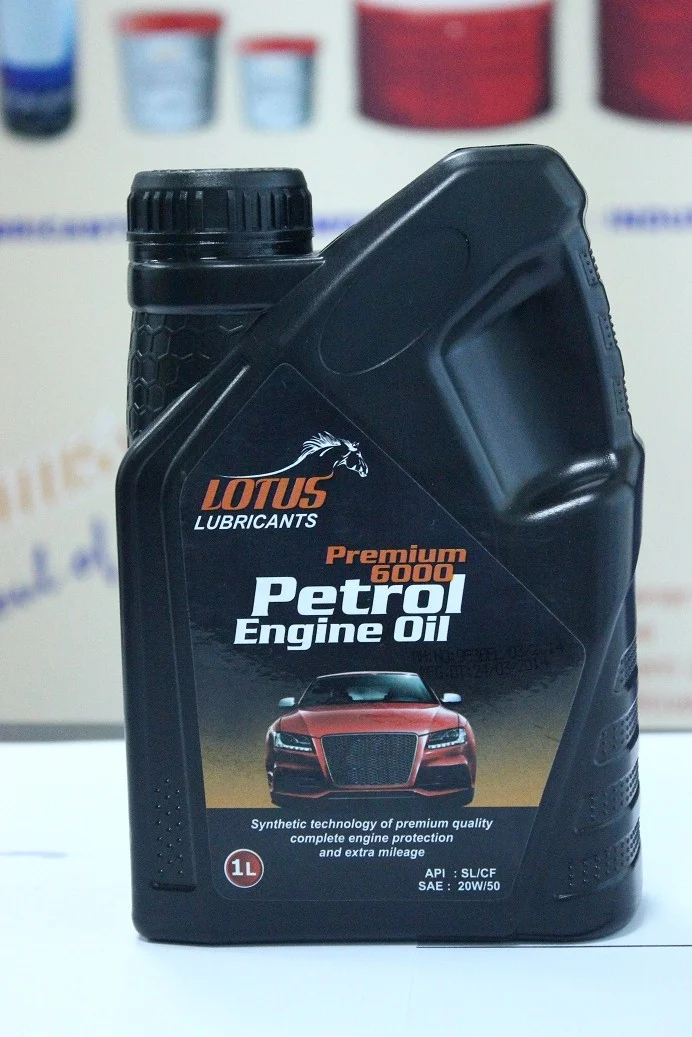 LOTUS
LUBRICANTS
Premium
6000
Petrol
Engine Oil
Synthetic technology of premium quality
complete engine protection
and extra mileage
1L
API : SL/CF
SAE : 20W/50